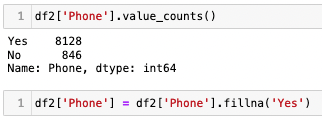 1 df2['Phone'].value_counts()
Yes    8128
No      846
Name: Phone, dtype: int64
1 df2['Phone'] = df2['Phone'].fillna('Yes')